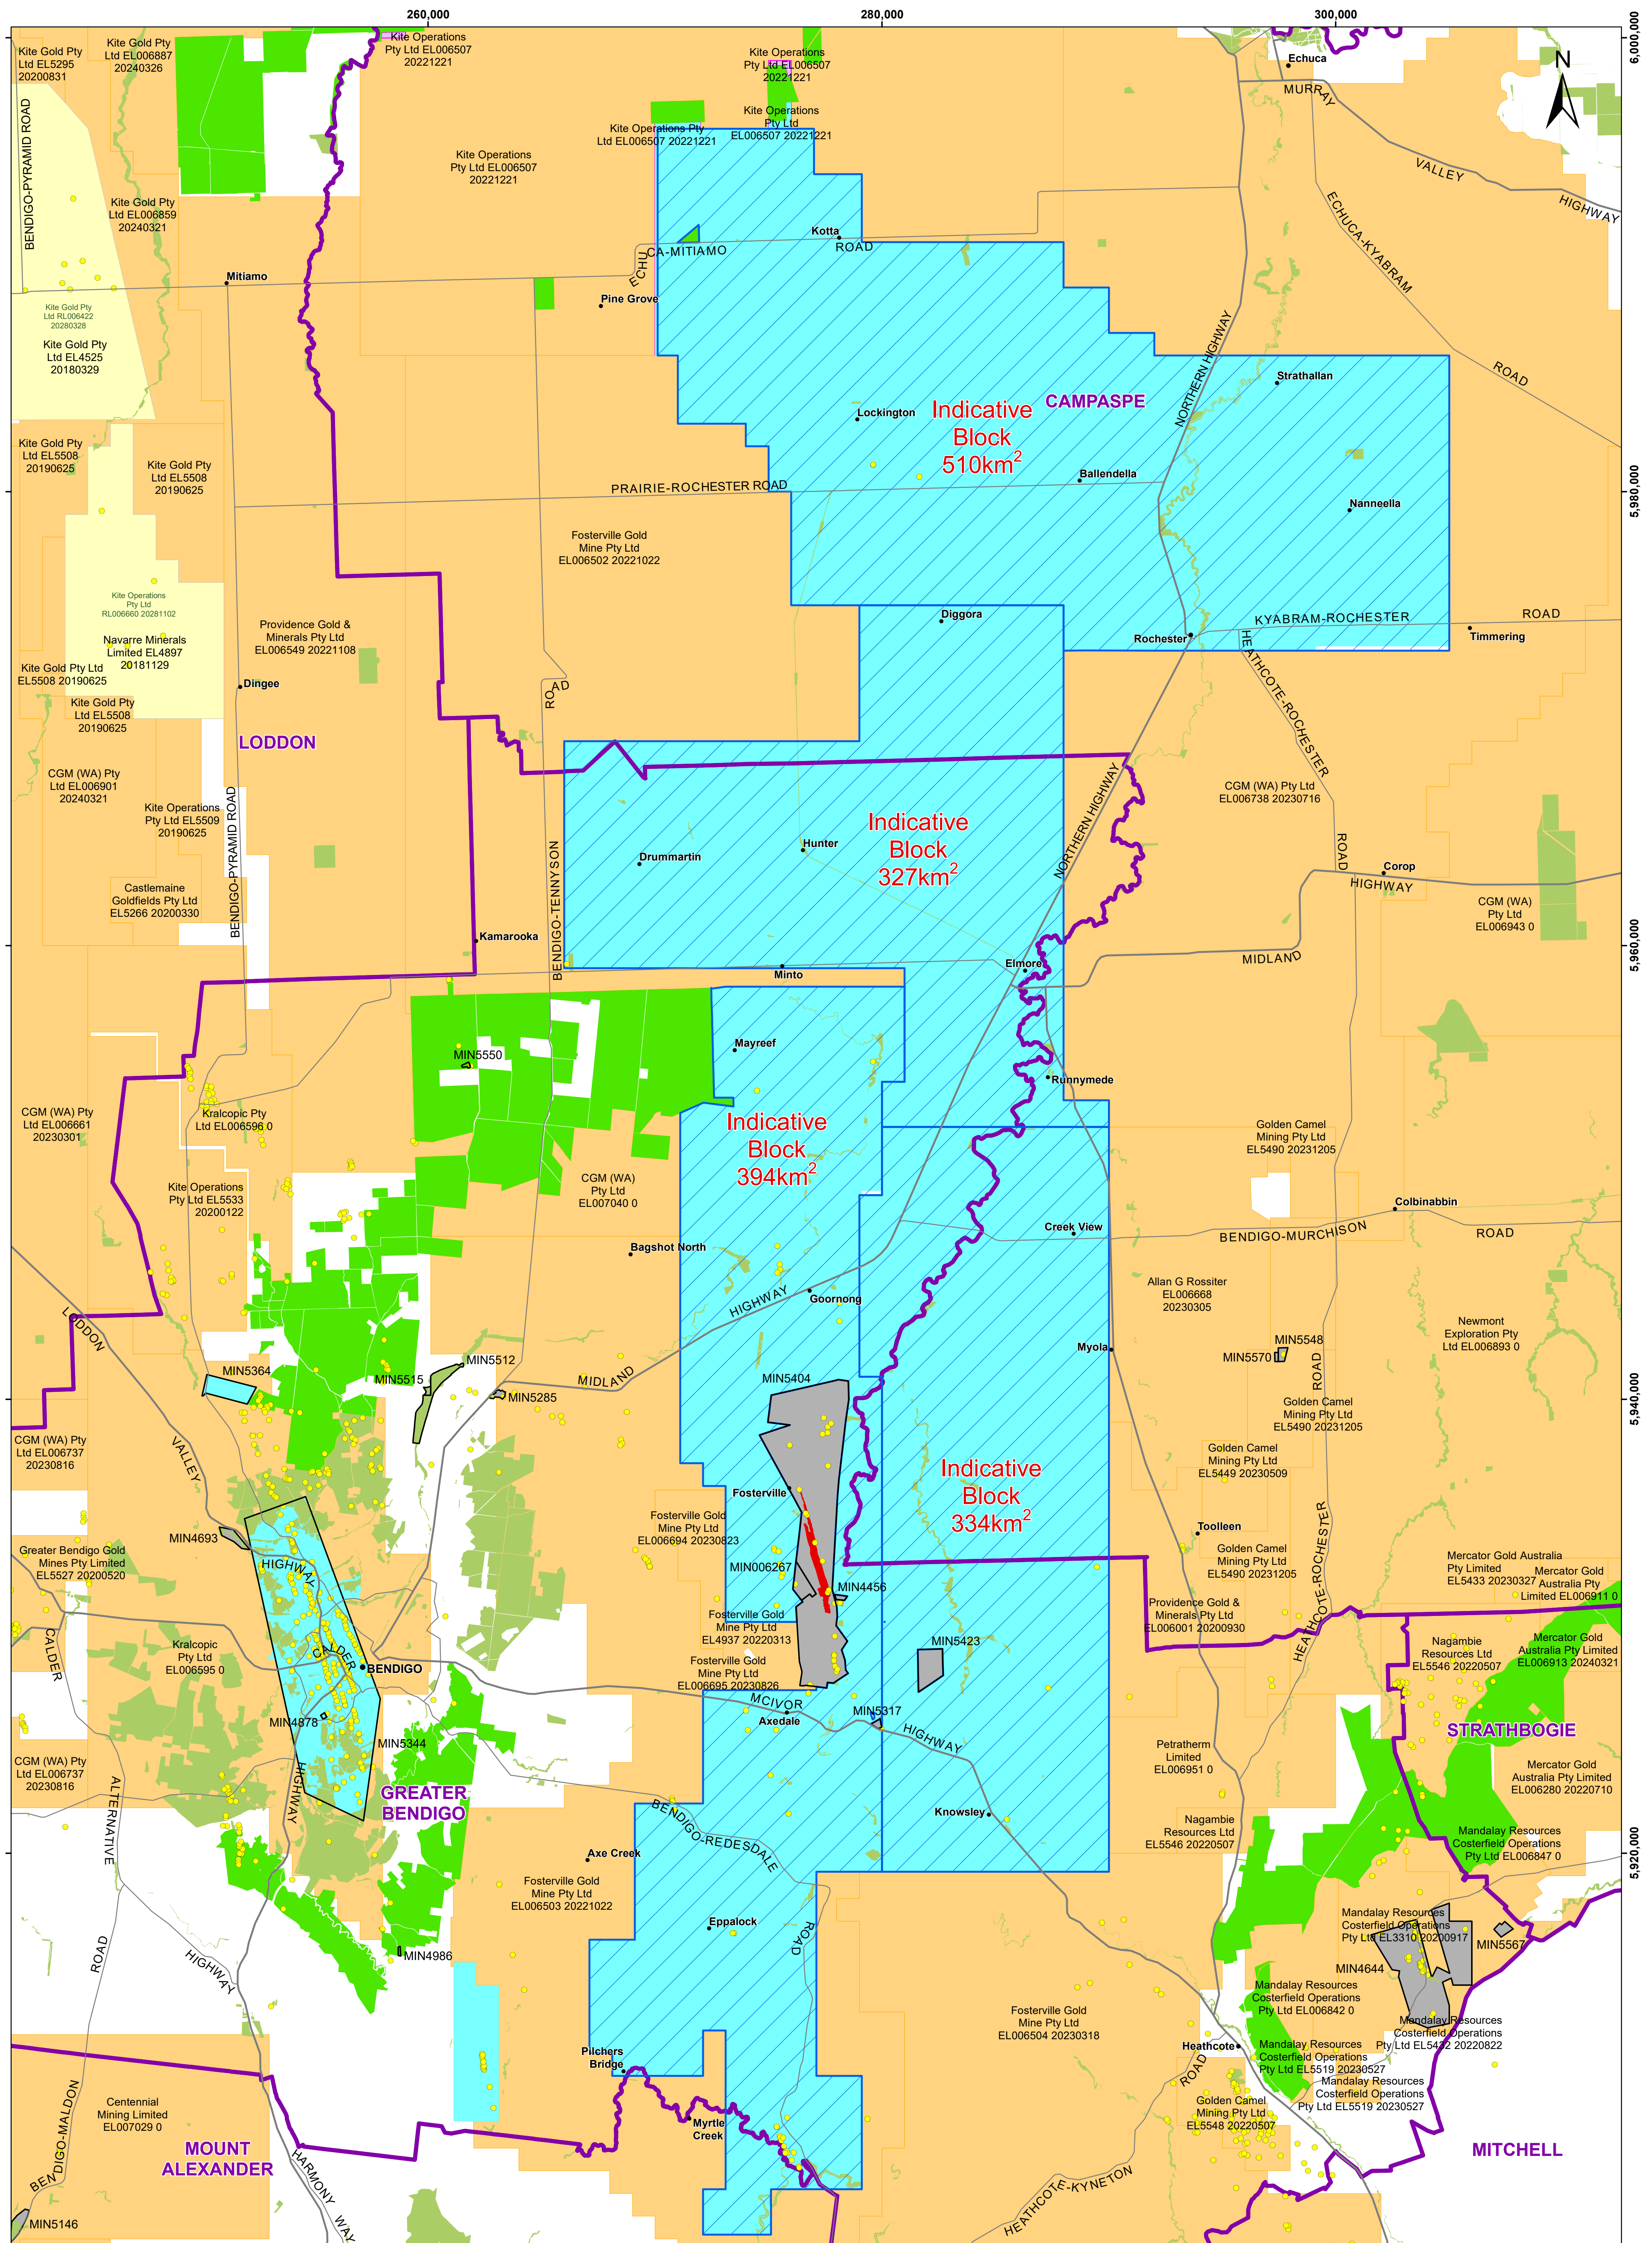 260,000
280,000
300,000
6,000,000
5,980,000
5,960,000
5,940,000
5,920,000
N
Kite Gold Pty
Ltd EL5295
20200831
Kite Gold Pty
Ltd EL006887
20240326
Kite Operations
Pty Ltd EL006507
20221221
Kite Operations
Pty Ltd EL006507
20221221
Echuca
MURRAY
VALLEY
HIGHWAY
BENDIGO-PYRAMID ROAD
Kite Operations Pty
Ltd EL006507 20221221
Kite Operations
Pty Ltd
EL006507 20221221
Kite Operations
Pty Ltd EL006507
20221221
Kite Gold Pty
Ltd EL006859
20240321
ECHUCA-KYABRAM
ROAD
Kotta
ECHUCA-MITIAMO
ROAD
Mitiamo
Pine Grove
Kite Gold Pty
Ltd RL006422
20280328
Kite Gold Pty
Ltd EL4525
20180329
NORTHERN HIGHWAY
Strathallan
CAMPASPE
Lockington
Indicative
Block
510km2
Kite Gold Pty
Ltd EL5508
20190625
Kite Gold Pty
Ltd EL5508
20190625
Ballendella
PRAIRIE-ROCHESTER ROAD
Nanneella
Fosterville Gold
Mine Pty Ltd
EL006502 20221022
Kite Operations
Pty Ltd
RL006660 20281102
Navarre Minerals
Limited EL4897
20181129
Providence Gold &
Minerals Pty Ltd
EL006549 20221108
Diggora
Rochester
KYABRAM-ROCHESTER
ROAD
Timmering
HEATHCOTE-ROCHESTER
ROAD
Kite Gold Pty Ltd
EL5508 20190625
Dingee
ROAD
Kite Gold Pty
Ltd EL5508
20190625
LODDON
CGM (WA) Pty
Ltd EL006901
20240321
Kite Operations
Pty Ltd EL5509
20190625
BENDIGO-PYRAMID ROAD
CGM (WA) Pty Ltd
EL006738 20230716
NORTHERN HIGHWAY
Indicative
Block
327km2
Hunter
Drummartin
BENDIGO-TENNYSON
Castlemaine
Goldfields Pty Ltd
EL5266 20200330
Corop
HIGHWAY
CGM (WA)
Pty Ltd
EL006943 0
Kamarooka
Elmore
MIDLAND
Minto
Mayreef
MIN5550
Runnymede
CGM (WA) Pty
Ltd EL006661
20230301
Kralcopic Pty
Ltd EL006596 0
Indicative
Block
394km2
Golden Camel
Mining Pty Ltd
EL5490 20231205
Kite Operations
Pty Ltd EL5533
20200122
CGM (WA)
Pty Ltd
EL007040 0
Colbinabbin
Creek View
BENDIGO-MURCHISON
ROAD
Bagshot North
Allan G Rossiter
EL006668
20230305
HIGHWAY
Goornong
LODDON
Newmont
Exploration Pty
Ltd EL006893 0
Myola
MIN5548
MIN5570
ROAD
MIN5364
MIN5512
MIN5515
MIN5285
MIDLAND
MIN5404
Golden Camel
Mining Pty Ltd
EL5490 20231205
CGM (WA) Pty
Ltd EL006737
20230816
VALLEY
Golden Camel
Mining Pty Ltd
EL5449 20230509
Indicative
Block
334km2
Fosterville
Toolleen
MIN4693
Fosterville Gold
Mine Pty Ltd
EL006694 20230823
HEATHCOTE-ROCHESTER
Greater Bendigo Gold
Mines Pty Limited
EL5527 20200520
HIGHWAY
MIN006267
MIN4456
Golden Camel
Mining Pty Ltd
EL5490 20231205
Mercator Gold Australia
Pty Limited
EL5433 20230327
Mercator Gold
Australia Pty
Limited EL006911 0
Providence Gold &
Minerals Pty Ltd
EL006001 20200930
Fosterville Gold
Mine Pty Ltd
EL4937 20220313
CALDER
CALDER
Kralcopic
Pty Ltd
EL006595 0
BENDIGO
Fosterville Gold
Mine Pty Ltd
EL006695 20230826
MIN5423
Nagambie
Resources Ltd
EL5546 20220507
Mercator Gold
Australia Pty Limited
EL006913 20240321
MCIVOR
Axedale
MIN5317
HIGHWAY
MIN4878
MIN5344
STRATHBOGIE
CGM (WA) Pty
Ltd EL006737
20230816
Petratherm
Limited
EL006951 0
Mercator Gold
Australia Pty Limited
EL006280 20220710
ALTERNATIVE
HIGHWAY
GREATER
BENDIGO
BENDIGO-REDESDALE
ROAD
Knowsley
Nagambie
Resources Ltd
EL5546 20220507
Mandalay Resources
Costerfield Operations
Pty Ltd EL006847 0
Axe Creek
Fosterville Gold
Mine Pty Ltd
EL006503 20221022
Eppalock
Mandalay Resources
Costerfield Operations
Pty Ltd EL3310 20200917
MIN5567
MIN4644
ROAD
HIGHWAY
MIN4986
Mandalay Resources
Costerfield Operations
Pty Ltd EL006842 0
Fosterville Gold
Mine Pty Ltd
EL006504 20230318
Mandalay Resources
Costerfield Operations
Pty Ltd EL5432 20220822
Pilchers
Bridge
Heathcote
ROAD
Mandalay Resources
Costerfield Operations
Pty Ltd EL5519 20230527
Mandalay Resources
Costerfield Operations
Pty Ltd EL5519 20230527
Centennial
Mining Limited
EL007029 0
Myrtle
Creek
Golden Camel
Mining Pty Ltd
EL5548 20220507
MOUNT
ALEXANDER
MITCHELL
BENDIGO-MALDON
HARMONY WAY
HEATHCOTE-KYNETON
MIN5146